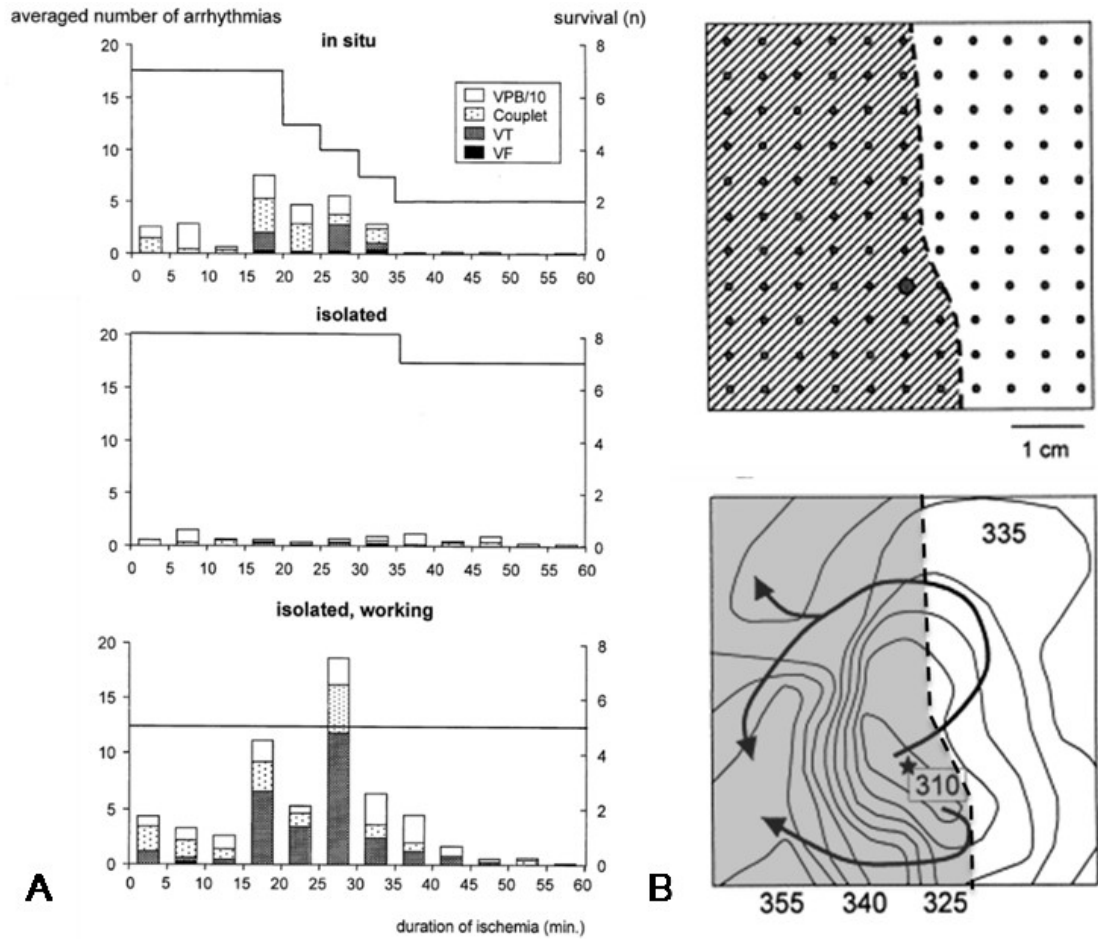 averaged number of arrhythmias
survival (n)
in situ
20
15
10
5
0
8
6
4
2
0
VPB/10
Couplet
VT
VF
0 5 10 15 20 25 30 35 40 45 50 55 60
isolated
20
15
10
5
0
8
6
4
2
0
0 5 10 15 20 25 30 35 40 45 50 55 60
isolated, working
20
15
10
5
0
8
6
4
2
0
0 5 10 15 20 25 30 35 40 45 50 55 60
duration of ischemia (min.)
A
1 cm
335
310
355 340 325
B